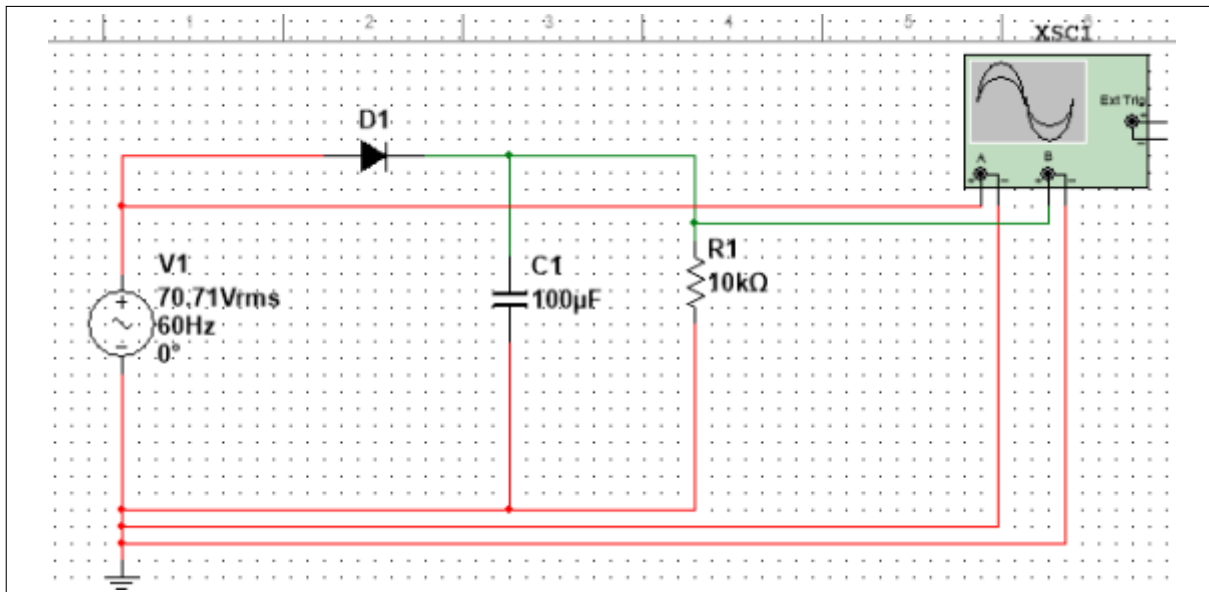 1 2 3 4 5 6
XSC1
Ext Trig
A B
D1
V1
70.71Vrms
60Hz
0°
C1
100µF
R1
10kΩ